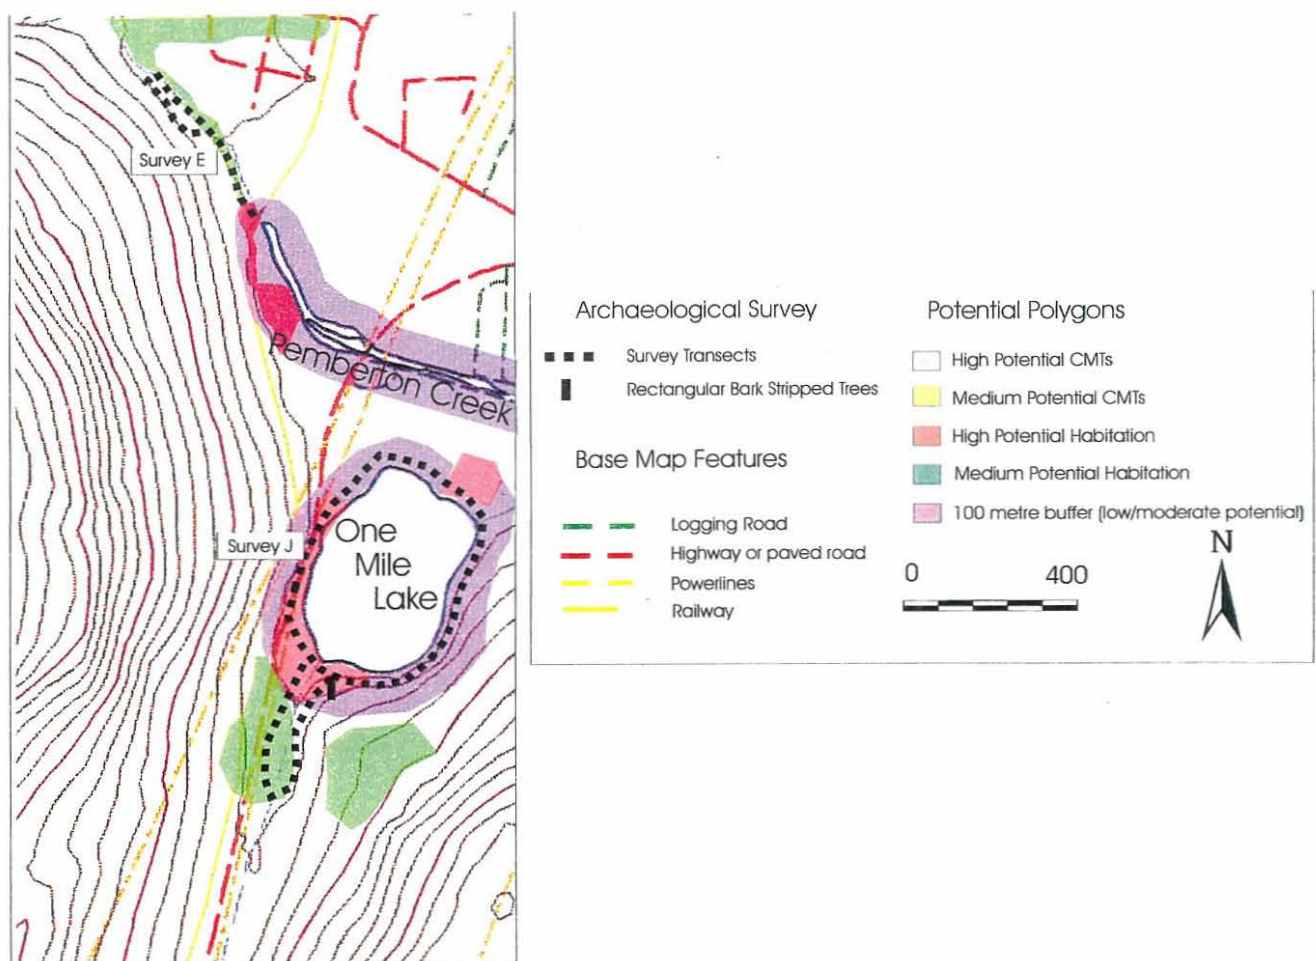 Survey E
Pemberton Creek
One
Mile
Lake
Survey J
Archaeological Survey
Survey Transects
Rectangular Bark Stripped Trees
Base Map Features
Logging Road
Highway or paved road
Powerlines
Railway
Potential Polygons
High Potential CMTs
Medium Potential CMTs
High Potential Habitation
Medium Potential Habitation
100 metre buffer (low/moderate potential)
N
0 400